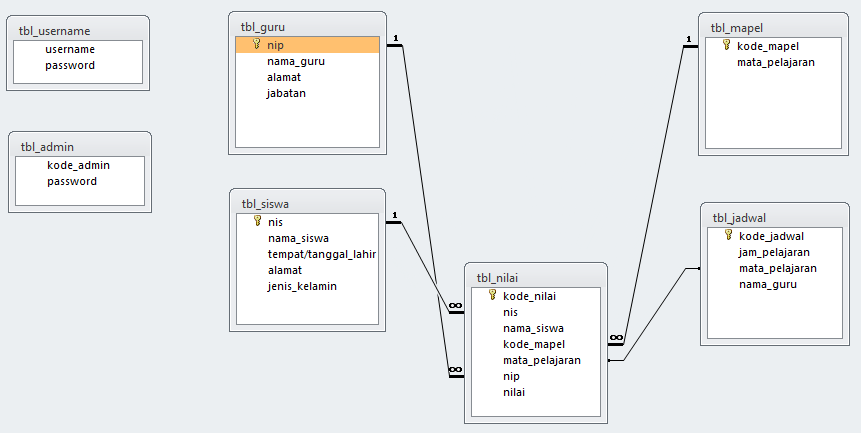 tbl_username
username
password
tbl_admin
kode_admin
password
tbl_guru
nip
nama_guru
alamat
jabatan
1
tbl_siswa
nis
nama_siswa
tempat/tanggal_lahir
alamat
jenis_kelamin
1
tbl_nilai
kode_nilai
nis
nama_siswa
kode_mapel
mata_pelajaran
nip
nilai
∞
∞
∞
tbl_mapel
kode_mapel
mata_pelajaran
1
tbl_jadwal
kode_jadwal
jam_pelajaran
mata_pelajaran
nama_guru